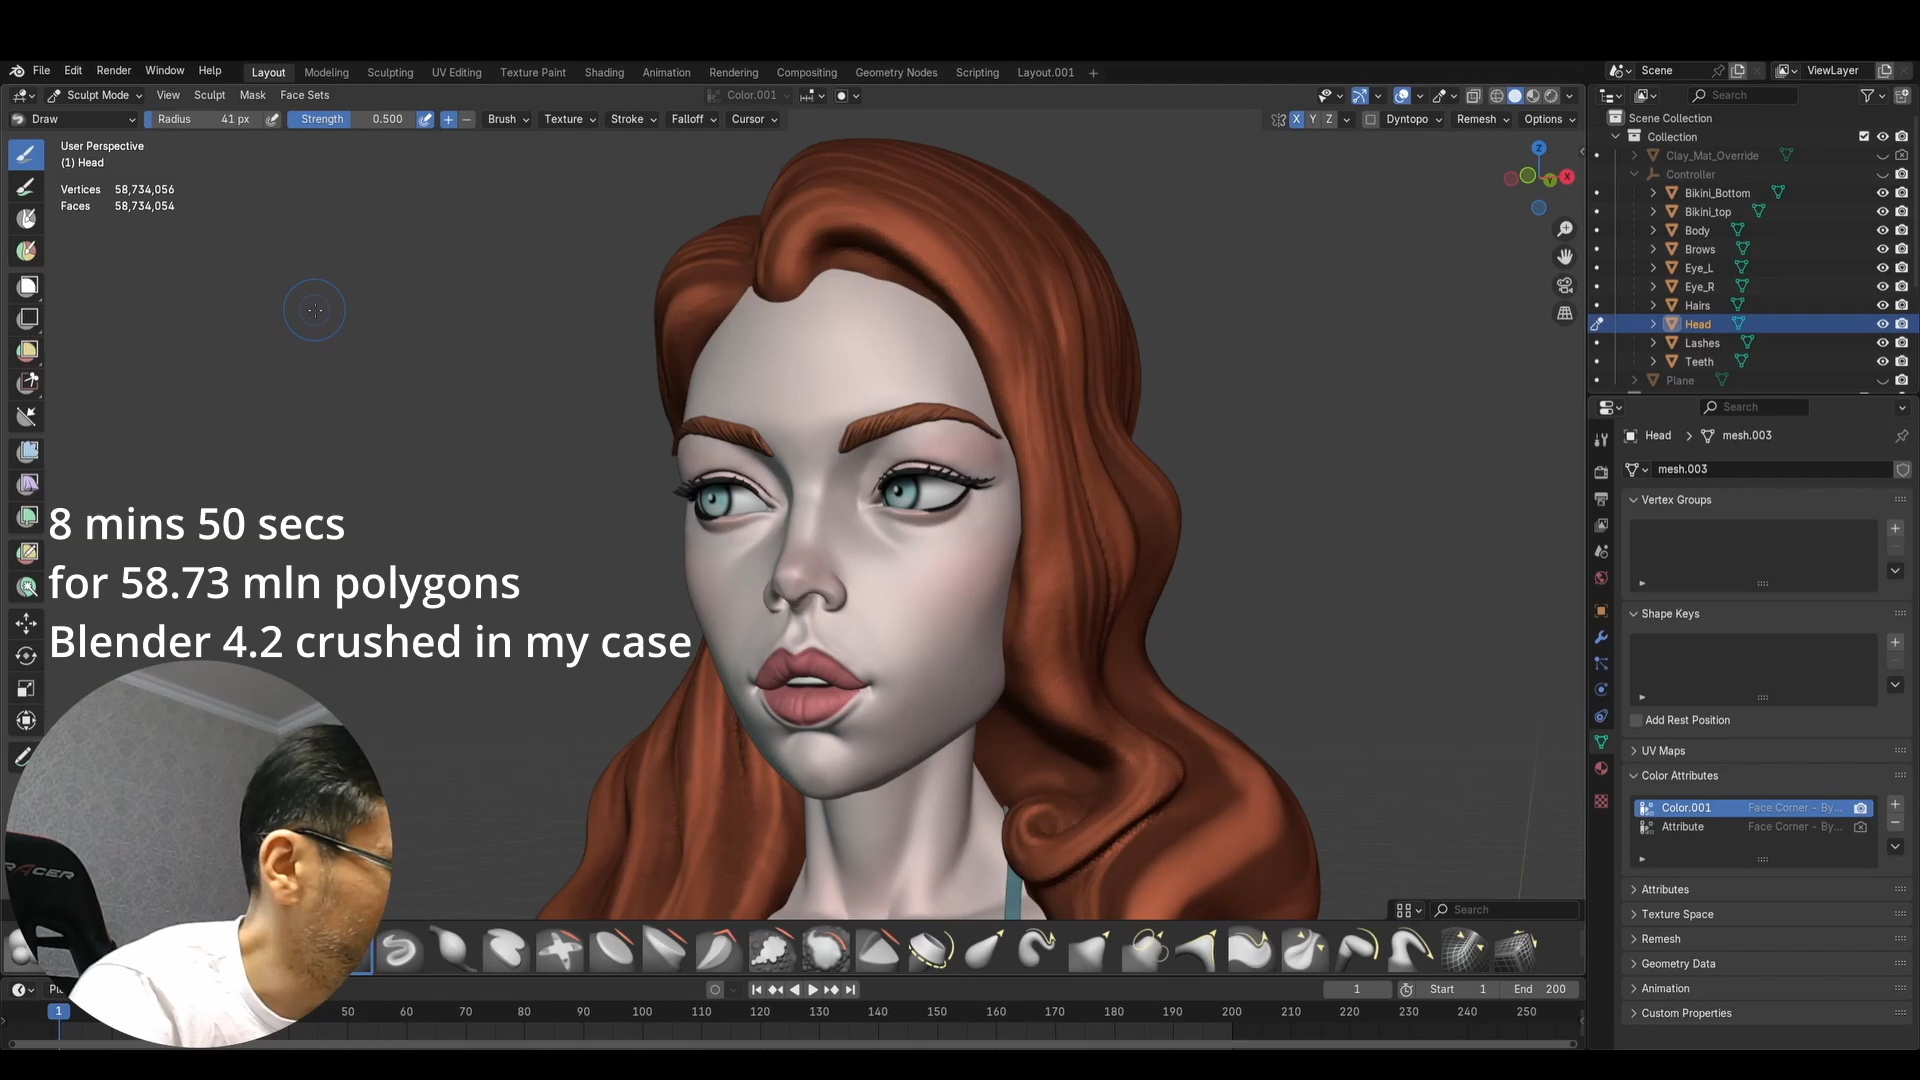 File Edit Render Window Help Layout Modeling Sculpting UV Editing Texture Paint Shading Animation Rendering Compositing Geometry Nodes Scripting Layout.001 + Scene ViewLayer
Sculpt Mode View Sculpt Mask Face Sets Color.001 Search
Draw Radius 41 px Strength 0.500 Brush Texture Stroke Falloff Cursor X Y Z Dyntopo Remesh Options
User Perspective
(1) Head
Vertices 58,734,056
Faces 58,734,054
Z
Y
X
8 mins 50 secs
for 58.73 mln polygons
Blender 4.2 crushed in my case
RACER
Scene Collection
Collection
Clay_Mat_Override
Controller
Bikini_Bottom
Bikini_top
Body
Brows
Eye_L
Eye_R
Hairs
Head
Lashes
Teeth
Plane
Search
Head > mesh.003
mesh.003
Vertex Groups
Shape Keys
Add Rest Position
UV Maps
Color Attributes
Color.001 Face Corner - By...
Attribute Face Corner - By...
Attributes
Texture Space
Remesh
Geometry Data
Animation
Custom Properties
Search
1 Start 1 End 200
1 50 60 70 80 90 100 110 120 130 140 150 160 170 180 190 200 210 220 230 240 250